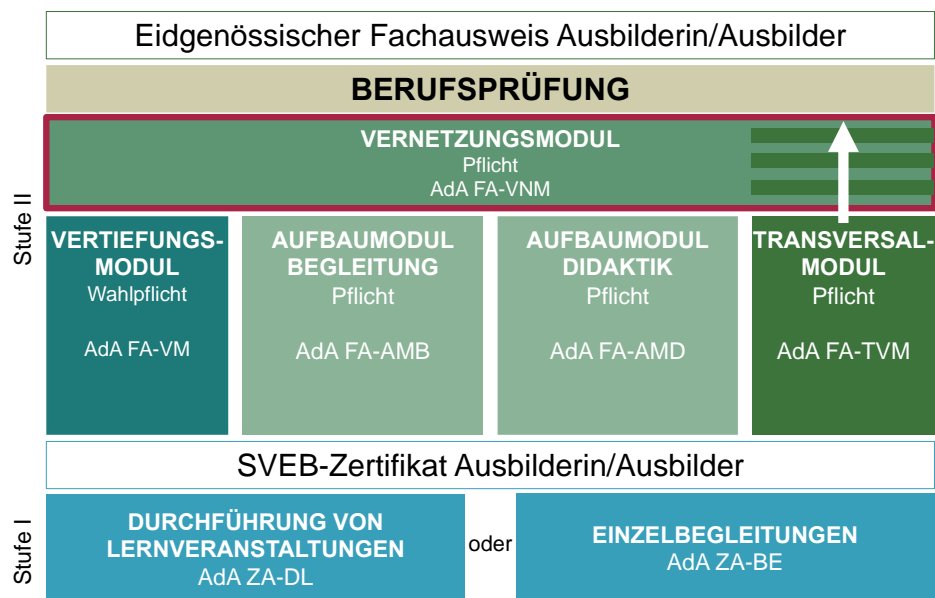 Eidgenössischer Fachausweis Ausbilderin/Ausbilder
BERUFSPRÜFUNG
VERNETZUNGSMODUL
Pflicht
AdA FA-VNM
Stufe II
VERTIEFUNGS-
MODUL
Wahlpflicht
AdA FA-VM
AUFBAUMODUL
BEGLEITUNG
Pflicht
AdA FA-AMB
AUFBAUMODUL
DIDAKTIK
Pflicht
AdA FA-AMD
TRANSVERSAL-
MODUL
Pflicht
AdA FA-TVM
SVEB-Zertifikat Ausbilderin/Ausbilder
Stufe I
DURCHFÜHRUNG VON
LERNVERANSTALTUNGEN
AdA ZA-DL
oder
EINZELBEGLEITUNGEN
AdA ZA-BE